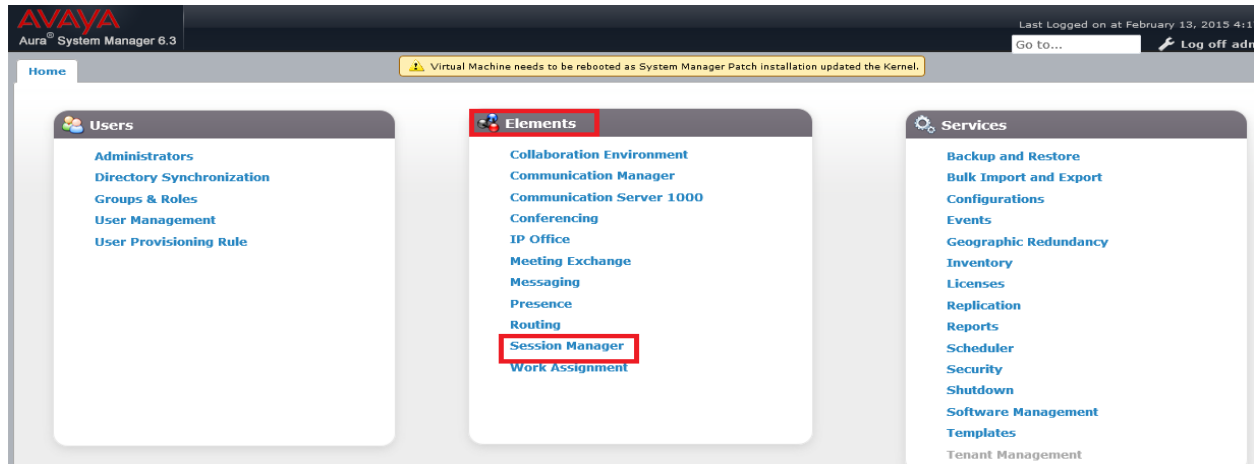 AVAYA
Aura® System Manager 6.3
Last Logged on at February 13, 2015 4:1
Go to...
Log off adm
Home
Virtual Machine needs to be rebooted as System Manager Patch installation updated the Kernel.
Users
Administrators
Directory Synchronization
Groups & Roles
User Management
User Provisioning Rule
Elements
Collaboration Environment
Communication Manager
Communication Server 1000
Conferencing
IP Office
Meeting Exchange
Messaging
Presence
Routing
Session Manager
Work Assignment
Services
Backup and Restore
Bulk Import and Export
Configurations
Events
Geographic Redundancy
Inventory
Licenses
Replication
Reports
Scheduler
Security
Shutdown
Software Management
Templates
Tenant Management